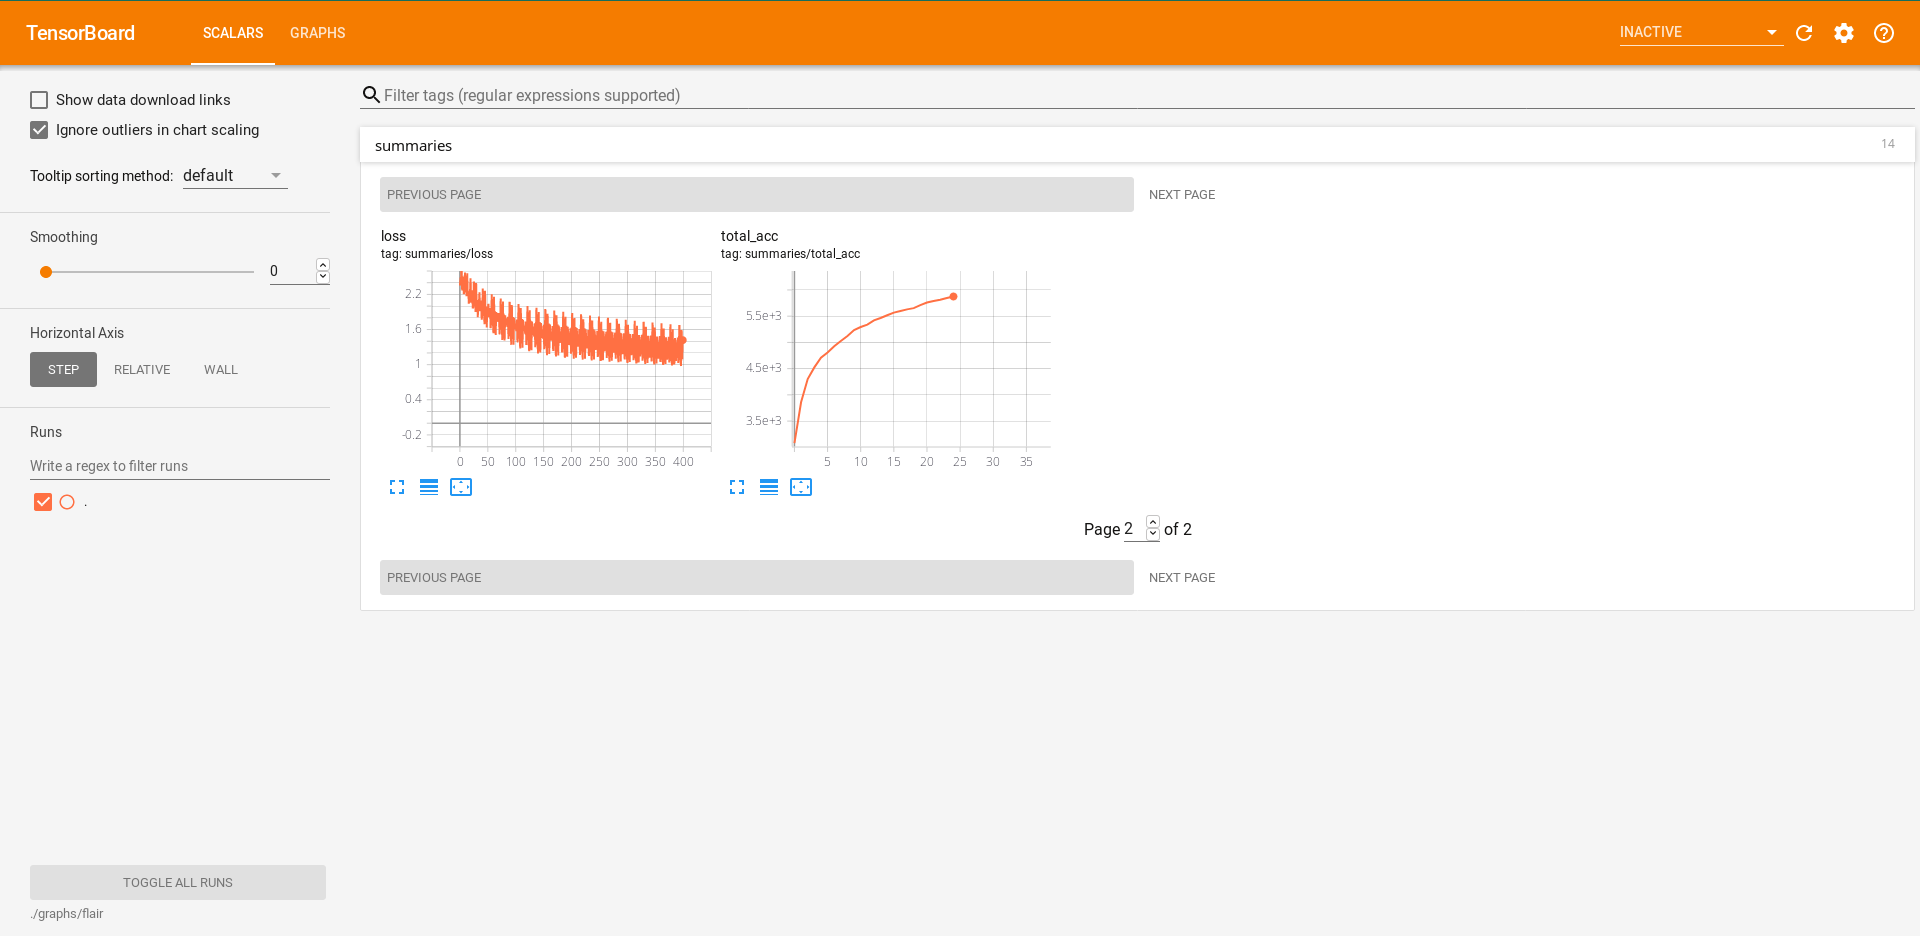 TensorBoard
SCALARS GRAPHS
INACTIVE
Show data download links
Ignore outliers in chart scaling
Tooltip sorting method: default
Smoothing
0
Horizontal Axis
STEP RELATIVE WALL
Runs
Write a regex to filter runs
.
TOGGLE ALL RUNS
./graphs/flair
Filter tags (regular expressions supported)
summaries 14
PREVIOUS PAGE NEXT PAGE
loss
tag: summaries/loss
2.2
1.6
1
0.4
-0.2
0 50 100 150 200 250 300 350 400
total_acc
tag: summaries/total_acc
5.5e+3
4.5e+3
3.5e+3
5 10 15 20 25 30 35
Page 2 of 2
PREVIOUS PAGE NEXT PAGE